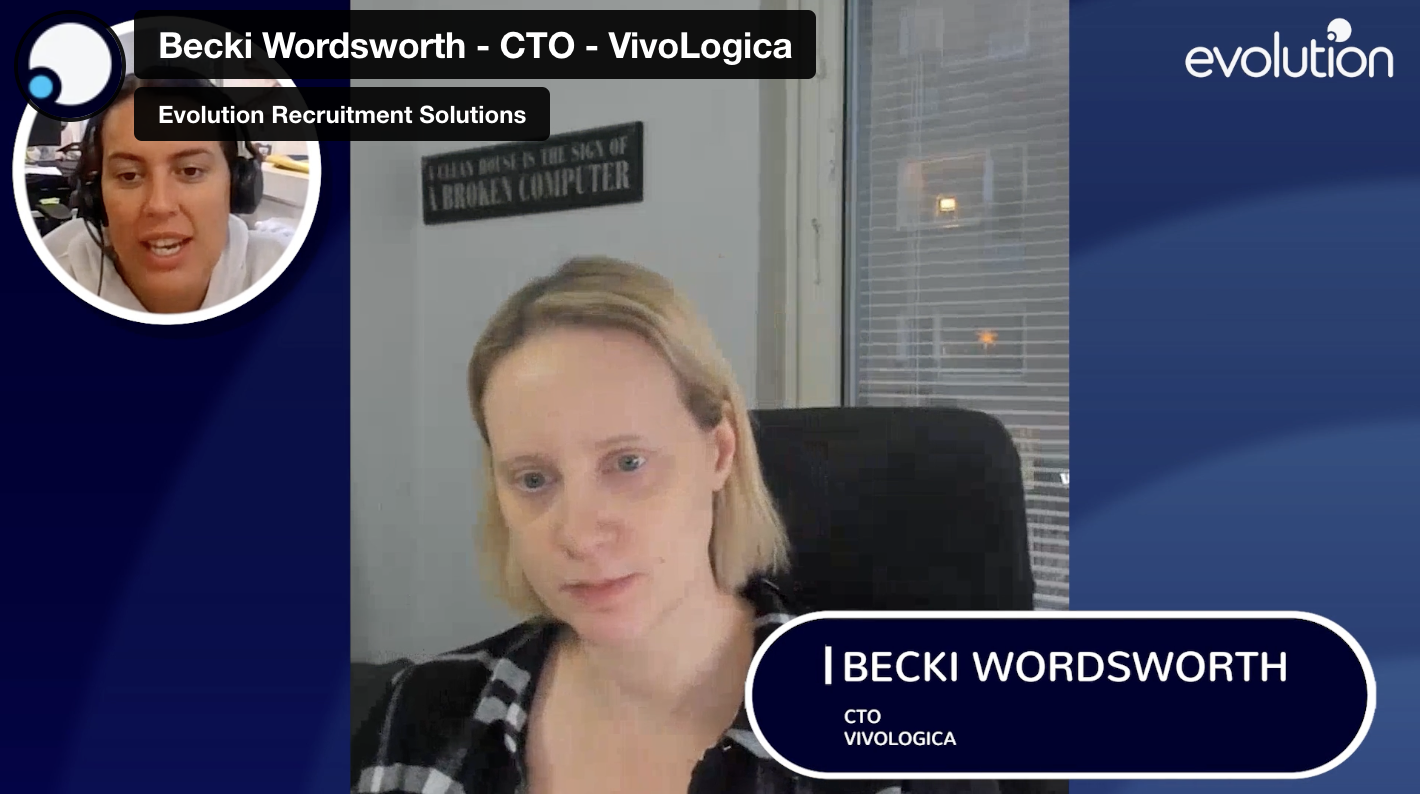 Becki Wordsworth - CTO - VivoLogica
Evolution Recruitment Solutions
evolution
A CLEAN HOUSE IS THE SIGN OF
A BROKEN COMPUTER
BECKI WORDSWORTH
CTO
VIVOLOGICA